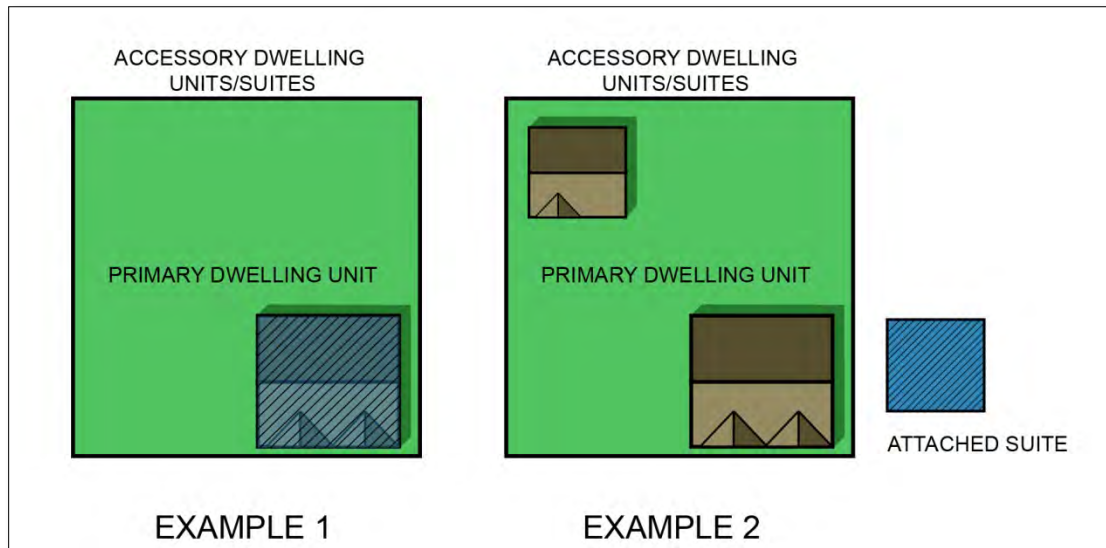 ACCESSORY DWELLING
UNITS/SUITES
PRIMARY DWELLING UNIT
EXAMPLE 1
ACCESSORY DWELLING
UNITS/SUITES
PRIMARY DWELLING UNIT
EXAMPLE 2
ATTACHED SUITE